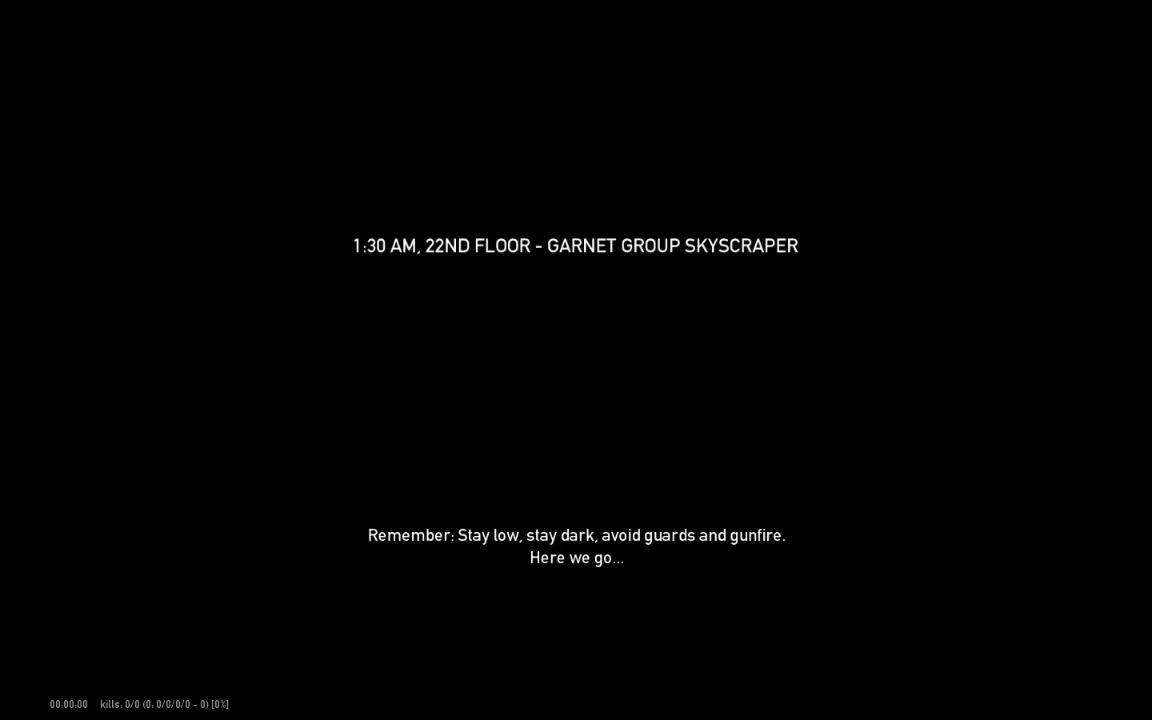 1:30 AM, 22ND FLOOR - GARNET GROUP SKYSCRAPER
Remember: Stay low, stay dark, avoid guards and gunfire.
Here we go...
00:00:00 kills: 0/0 (0: 0/0/0/0 - 0) [0%]